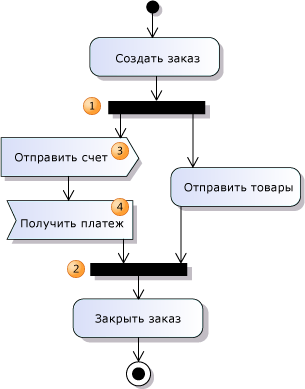 Создать заказ
1
Отправить счет
3
Отправить товары
Получить платеж
4
2
Закрыть заказ